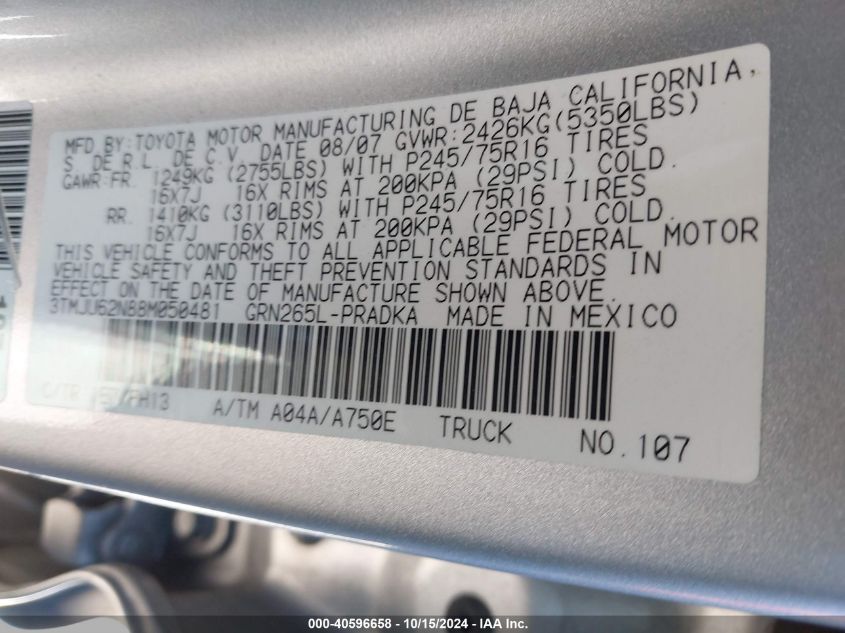 MFD. BY: TOYOTA MOTOR MANUFACTURING DE BAJA CALIFORNIA,
S. DE R.L. DE C.V. DATE 08/07 GVWR: 2426KG(5350LBS)
GAWR: FR. 1249KG (2755LBS) WITH P245/75R16 TIRES
16X7J 16X RIMS AT 200KPA (29PSI) COLD.
RR. 1410KG (3110LBS) WITH P245/75R16 TIRES
16X7J 16X RIMS AT 200KPA (29PSI) COLD.
THIS VEHICLE CONFORMS TO ALL APPLICABLE FEDERAL MOTOR
VEHICLE SAFETY AND THEFT PREVENTION STANDARDS IN
EFFECT ON THE DATE OF MANUFACTURE SHOWN ABOVE.
3TMJU62N88M050481 GRN265L-PRADKA MADE IN MEXICO
C/TR FH13 A/TM A04A/A750E TRUCK NO. 107
000-40596658 - 10/15/2024 - © IAA Holdings, LLC.